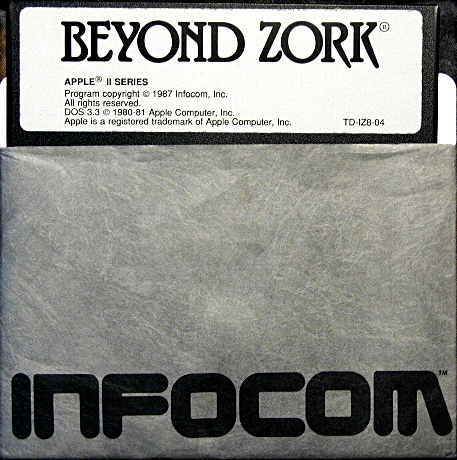 BEYOND ZORK®
APPLE® II SERIES
Program copyright © 1987 Infocom, Inc.
All rights reserved.
DOS 3.3 © 1980-81 Apple Computer, Inc.
Apple is a registered trademark of Apple Computer, Inc. TD-IZ8-04
INFOCOM™